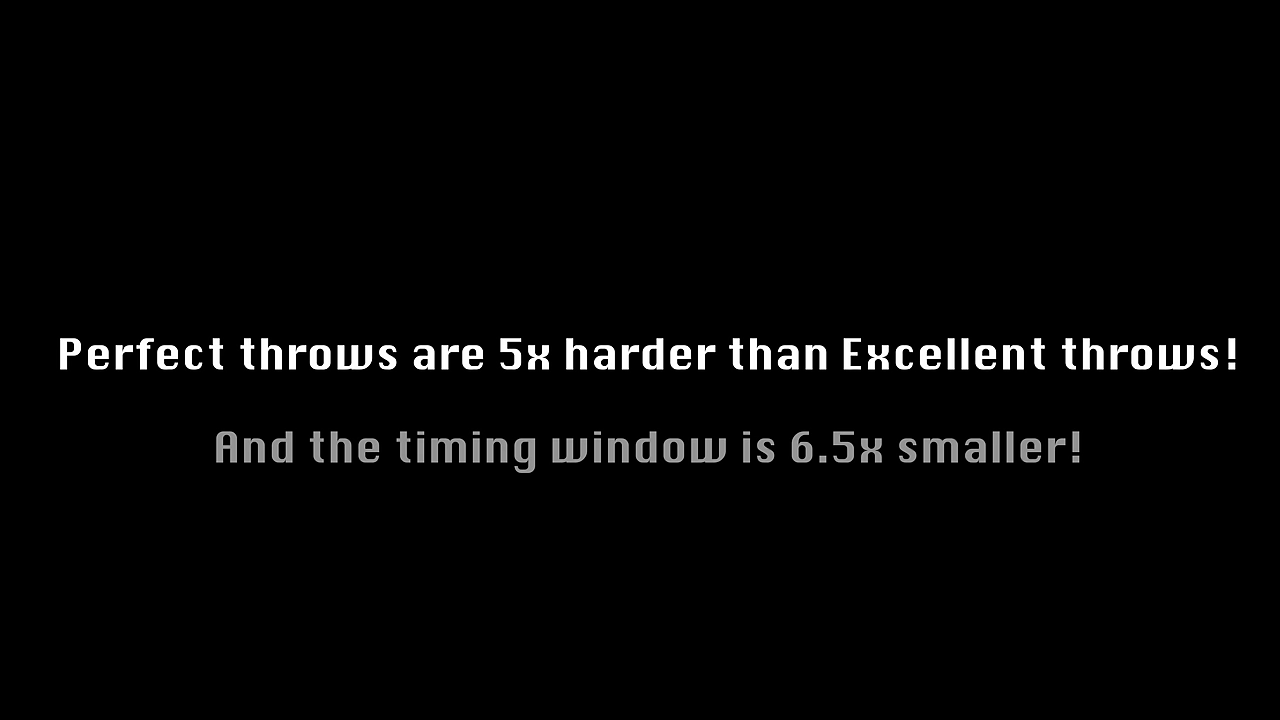 Perfect throws are 5x harder than Excellent throws!
And the timing window is 6.5x smaller!